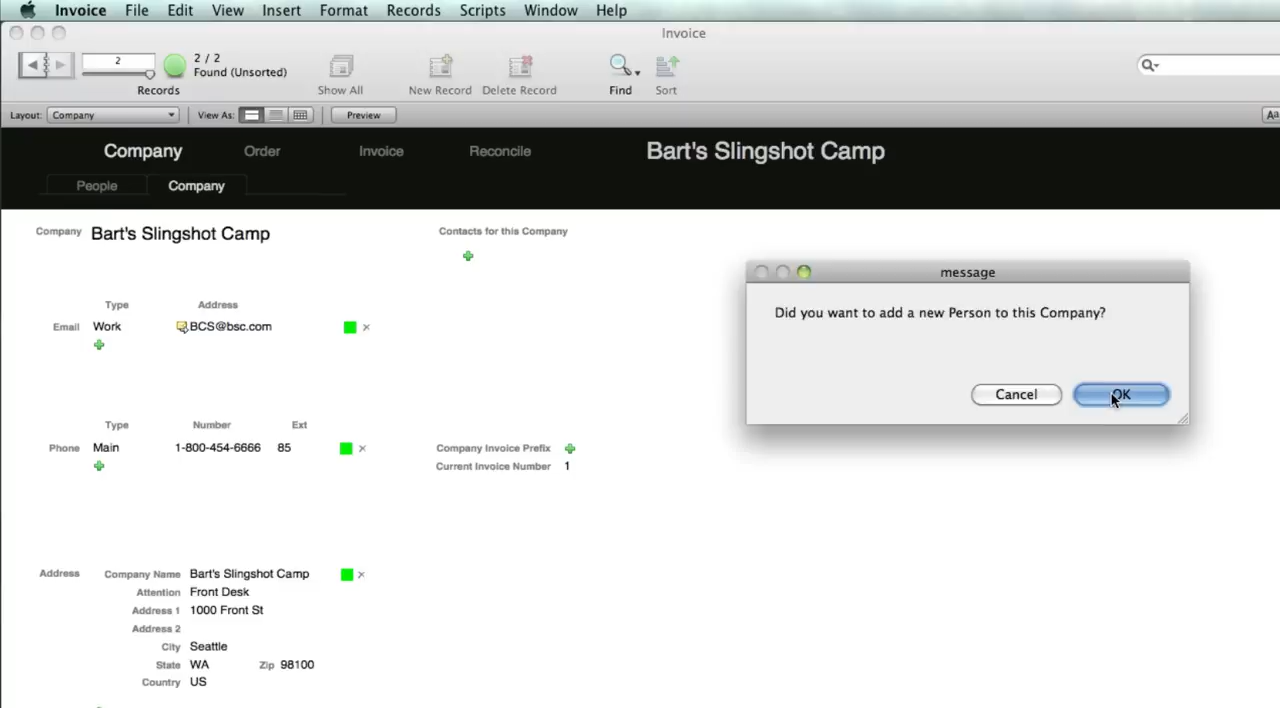 Invoice File Edit View Insert Format Records Scripts Window Help
Invoice
2
2 / 2
Found (Unsorted)
Records
Show All
New Record
Delete Record
Find
Sort
Layout: Company
View As:
Preview
Aa
Company Order Invoice Reconcile
Bart's Slingshot Camp
People Company
Company Bart's Slingshot Camp
Contacts for this Company
Type Address
Email Work BCS@bsc.com
message
Did you want to add a new Person to this Company?
Cancel OK
Type Number Ext
Phone Main 1-800-454-6666 85
Company Invoice Prefix
Current Invoice Number 1
Address Company Name Bart's Slingshot Camp
Attention Front Desk
Address 1 1000 Front St
Address 2
City Seattle
State WA Zip 98100
Country US